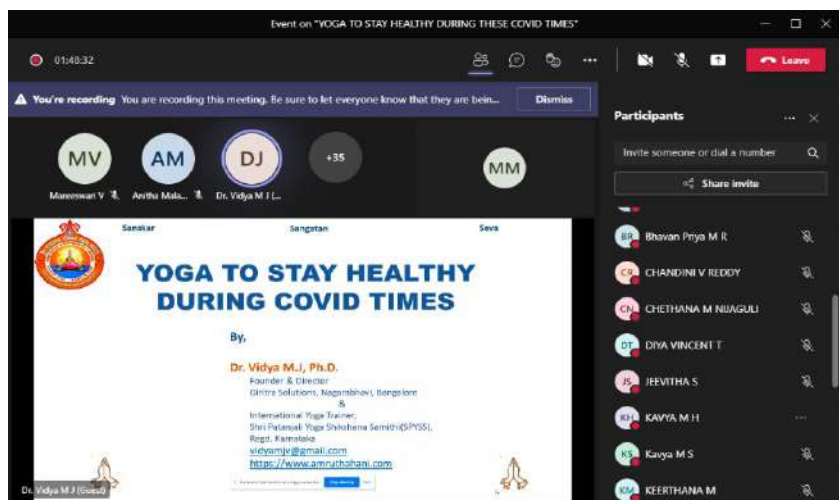 Event on "YOGA TO STAY HEALTHY DURING THESE COVID TIMES"
01:48:32
Leave
You're recording You are recording this meeting. Be sure to let everyone know that they are bein... Dismiss
MV
AM
DJ
+35
MM
Mareeswari V
Anitha Mala...
Dr. Vidya M J (...
Sanskar Sangatan Seva
YOGA TO STAY HEALTHY
DURING COVID TIMES
By,
Dr. Vidya M.J, Ph.D.
Founder & Director
Solutions, Nagarabhavi, Bangalore
&
International Yoga Trainer,
Shri Patanjali Yoga Shikshana Samithi(SPYSS),
Regd. Karnataka
vidyamjv@gmail.com
https://www.amruthahani.com
Dr. Vidya M J (Guest)
Participants
Invite someone or dial a number
Share invite
BR Bhavan Priya M R
CR CHANDINI V REDDY
CN CHETHANA M NIJAGULI
DT DIYA VINCENT T
JS JEEVITHA S
KH KAVYA M H
KS Kavya M S
KM KEERTHANA M